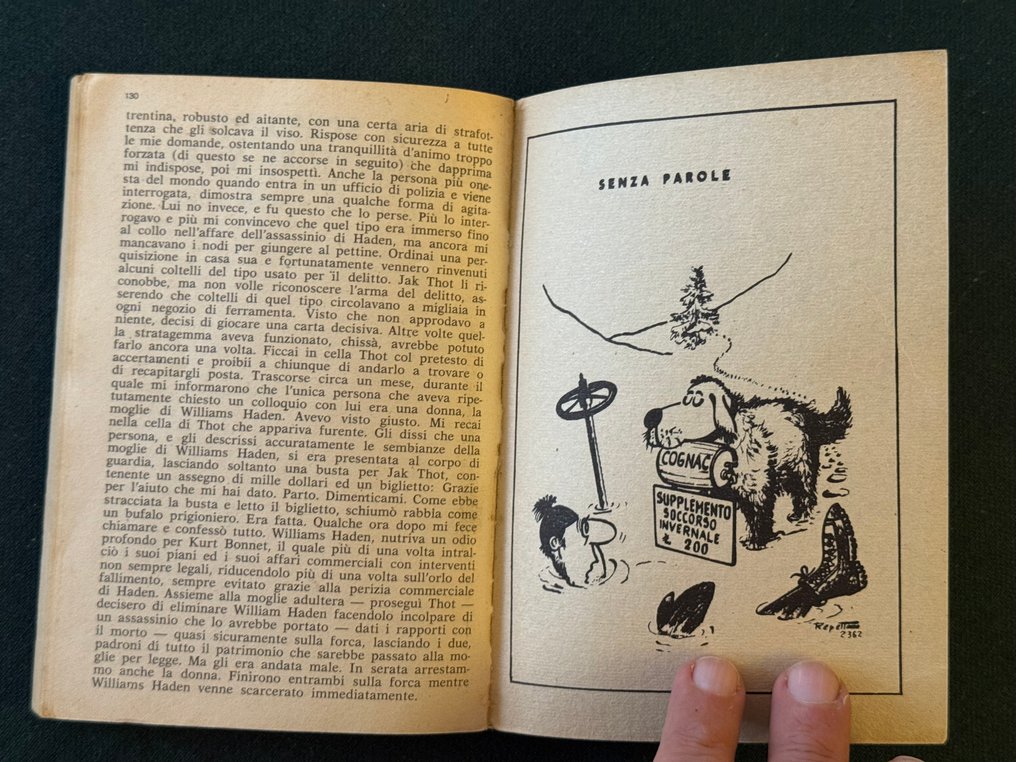 130
trentina, robusto ed aitante, con una certa aria di strafot-
tenza che gli solcava il viso. Rispose con sicurezza a tutte
le mie domande, ostentando una tranquillità d'animo troppo
forzata (di questo se ne accorse in seguito) che dapprima
mi indispose, poi mi insospettì. Anche la persona più one-
sta del mondo quando entra in un ufficio di polizia e viene
interrogata, dimostra sempre una qualche forma di agita-
zione. Lui no invece, e fu questo che lo perse. Più lo inter-
rogavo e più mi convincevo che quel tipo era immerso fino
al collo nell'affare dell'assassinio di Haden, ma ancora mi
mancavano i nodi per giungere al pettine. Ordinai una per-
quisizione in casa sua e fortunatamente vennero rinvenuti
alcuni coltelli del tipo usato per il delitto. Jak Thot li ri-
conobbe, ma non volle riconoscere l'arma del delitto, as-
serendo che coltelli di quel tipo circolavano a migliaia in
ogni negozio di ferramenta. Visto che non approdavo a
niente, decisi di giocare una carta decisiva. Altre volte quel-
la stratagemma aveva funzionato, chissà, avrebbe potuto
farlo ancora una volta. Ficcai in cella Thot col pretesto di
accertamenti e proibii a chiunque di andarlo a trovare o
di recapitargli posta. Trascorse circa un mese, durante il
quale mi informarono che l'unica persona che aveva ripe-
tutamente chiesto un colloquio con lui era una donna, la
moglie di Williams Haden. Avevo visto giusto. Mi recai
nella cella di Thot che appariva furente. Gli dissi che una
persona, e gli descrissi accuratamente le sembianze della
moglie di Williams Haden, si era presentata al corpo di
guardia, lasciando soltanto una busta per Jak Thot, con-
tenente un assegno di mille dollari ed un biglietto: Grazie
per l'aiuto che mi hai dato. Parto. Dimenticami. Come ebbe
stracciata la busta e letto il biglietto, schiumò rabbia come
un bufalo prigioniero. Era fatta. Qualche ora dopo mi fece
chiamare e confessò tutto. Williams Haden, nutriva un odio
profondo per Kurt Bonnet, il quale più di una volta intral-
ciò i suoi piani ed i suoi affari commerciali con interventi
non sempre legali, riducendolo più di una volta sull'orlo del
fallimento, sempre evitato grazie alla perizia commerciale
di Haden. Assieme alla moglie adultera — proseguì Thot —
decisero di eliminare William Haden facendolo incolpare di
un assassinio che lo avrebbe portato — dati i rapporti con
il morto — quasi sicuramente sulla forca, lasciando i due,
padroni di tutto il patrimonio che sarebbe passato alla mo-
glie per legge. Ma gli era andata male. In serata arrestam-
mo anche la donna. Finirono entrambi sulla forca mentre
Williams Haden venne scarcerato immediatamente.
SENZA PAROLE
COGNAC
SUPPLEMENTO
SOCCORSO
INVERNALE
£ 200
2362